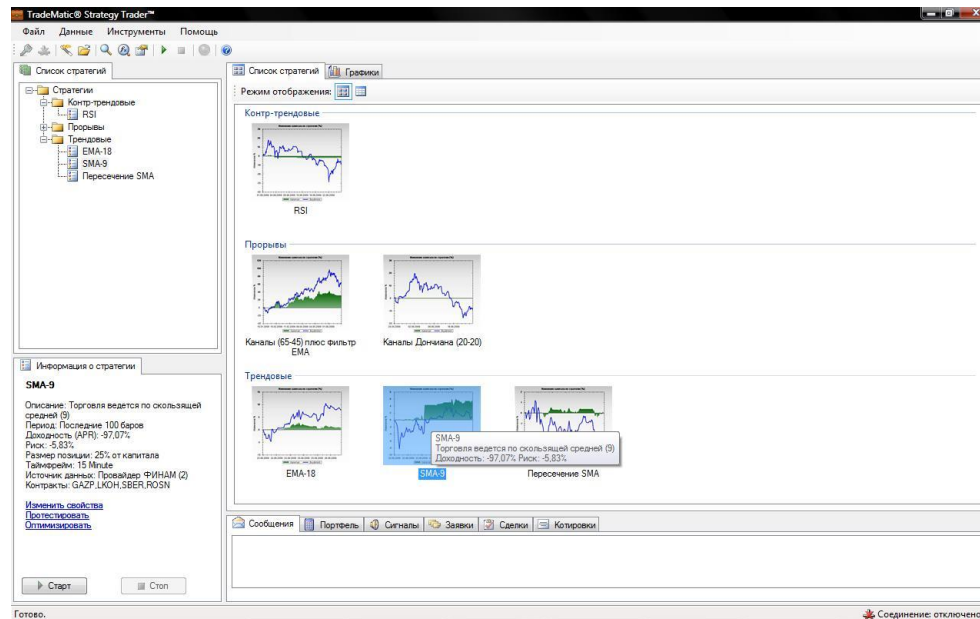 TradeMatic® Strategy Trader™
Файл Данные Инструменты Помощь
Список стратегий
Стратегии
Контр-трендовые
RSI
Прорывы
Трендовые
EMA-18
SMA-9
Пересечение SMA
Информация о стратегии
SMA-9
Описание: Торговля ведется по скользящей
средней (9)
Период: Последние 100 баров
Доходность (APR): -97,07%
Риск: -5,83%
Размер позиции: 25% от капитала
Таймфрейм: 15 Minute
Источник данных: Провайдер ФИНАМ (2)
Контракты: GAZP,LKOH,SBER,ROSN
Изменить свойства
Протестировать
Оптимизировать
Старт Стоп
Список стратегий Графики
Режим отображения:
Контр-трендовые
RSI
Прорывы
Каналы (65-45) плюс фильтр
EMA
Каналы Дончиана (20-20)
Трендовые
EMA-18
SMA-9
Пересечение SMA
SMA-9
Торговля ведется по скользящей средней (9)
Доходность: -97,07% Риск: -5,83%
Сообщения Портфель Сигналы Заявки Сделки Котировки
Готово. Соединение: отключено